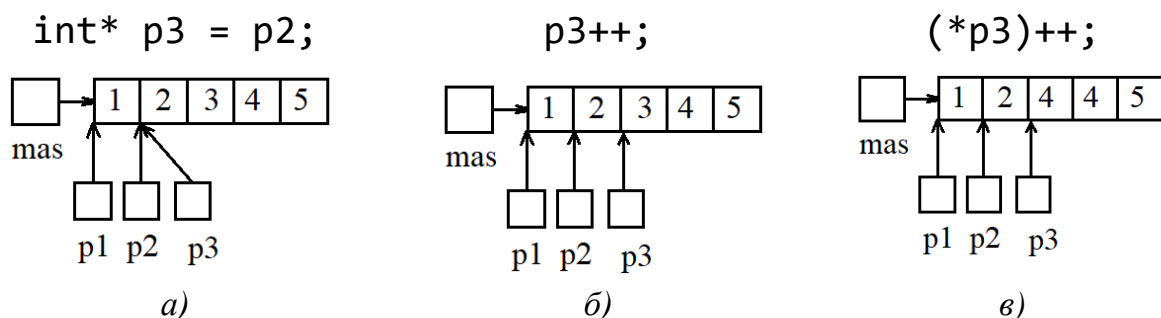 int* p3 = p2;
1 2 3 4 5
mas
p1 p2 p3
а)
p3++;
1 2 3 4 5
mas
p1 p2 p3
б)
(*p3)++;
1 2 4 4 5
mas
p1 p2 p3
в)